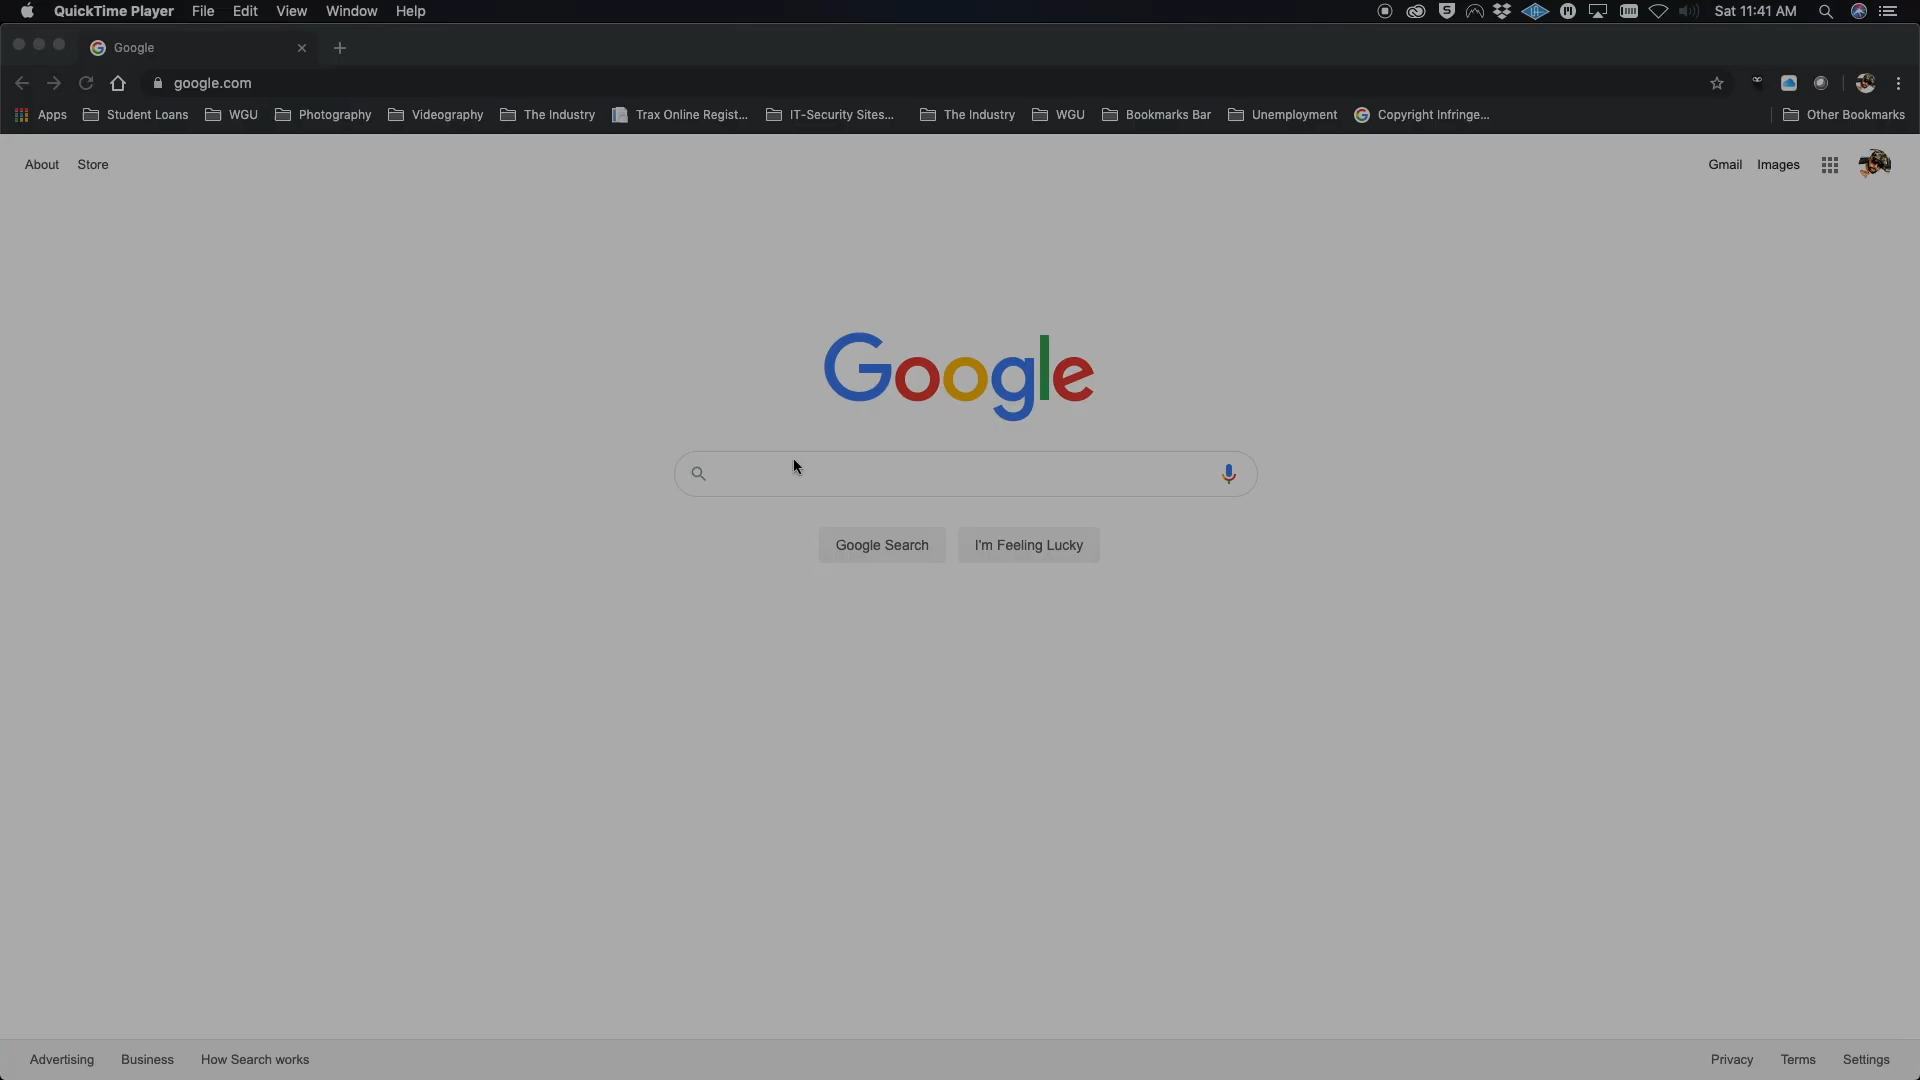 QuickTime Player File Edit View Window Help Sat 11:41 AM
Google
google.com
Apps Student Loans WGU Photography Videography The Industry Trax Online Regist... IT-Security Sites... The Industry WGU Bookmarks Bar Unemployment Copyright Infringe... Other Bookmarks
About Store Gmail Images
Google
Google Search I'm Feeling Lucky
Advertising Business How Search works Privacy Terms Settings